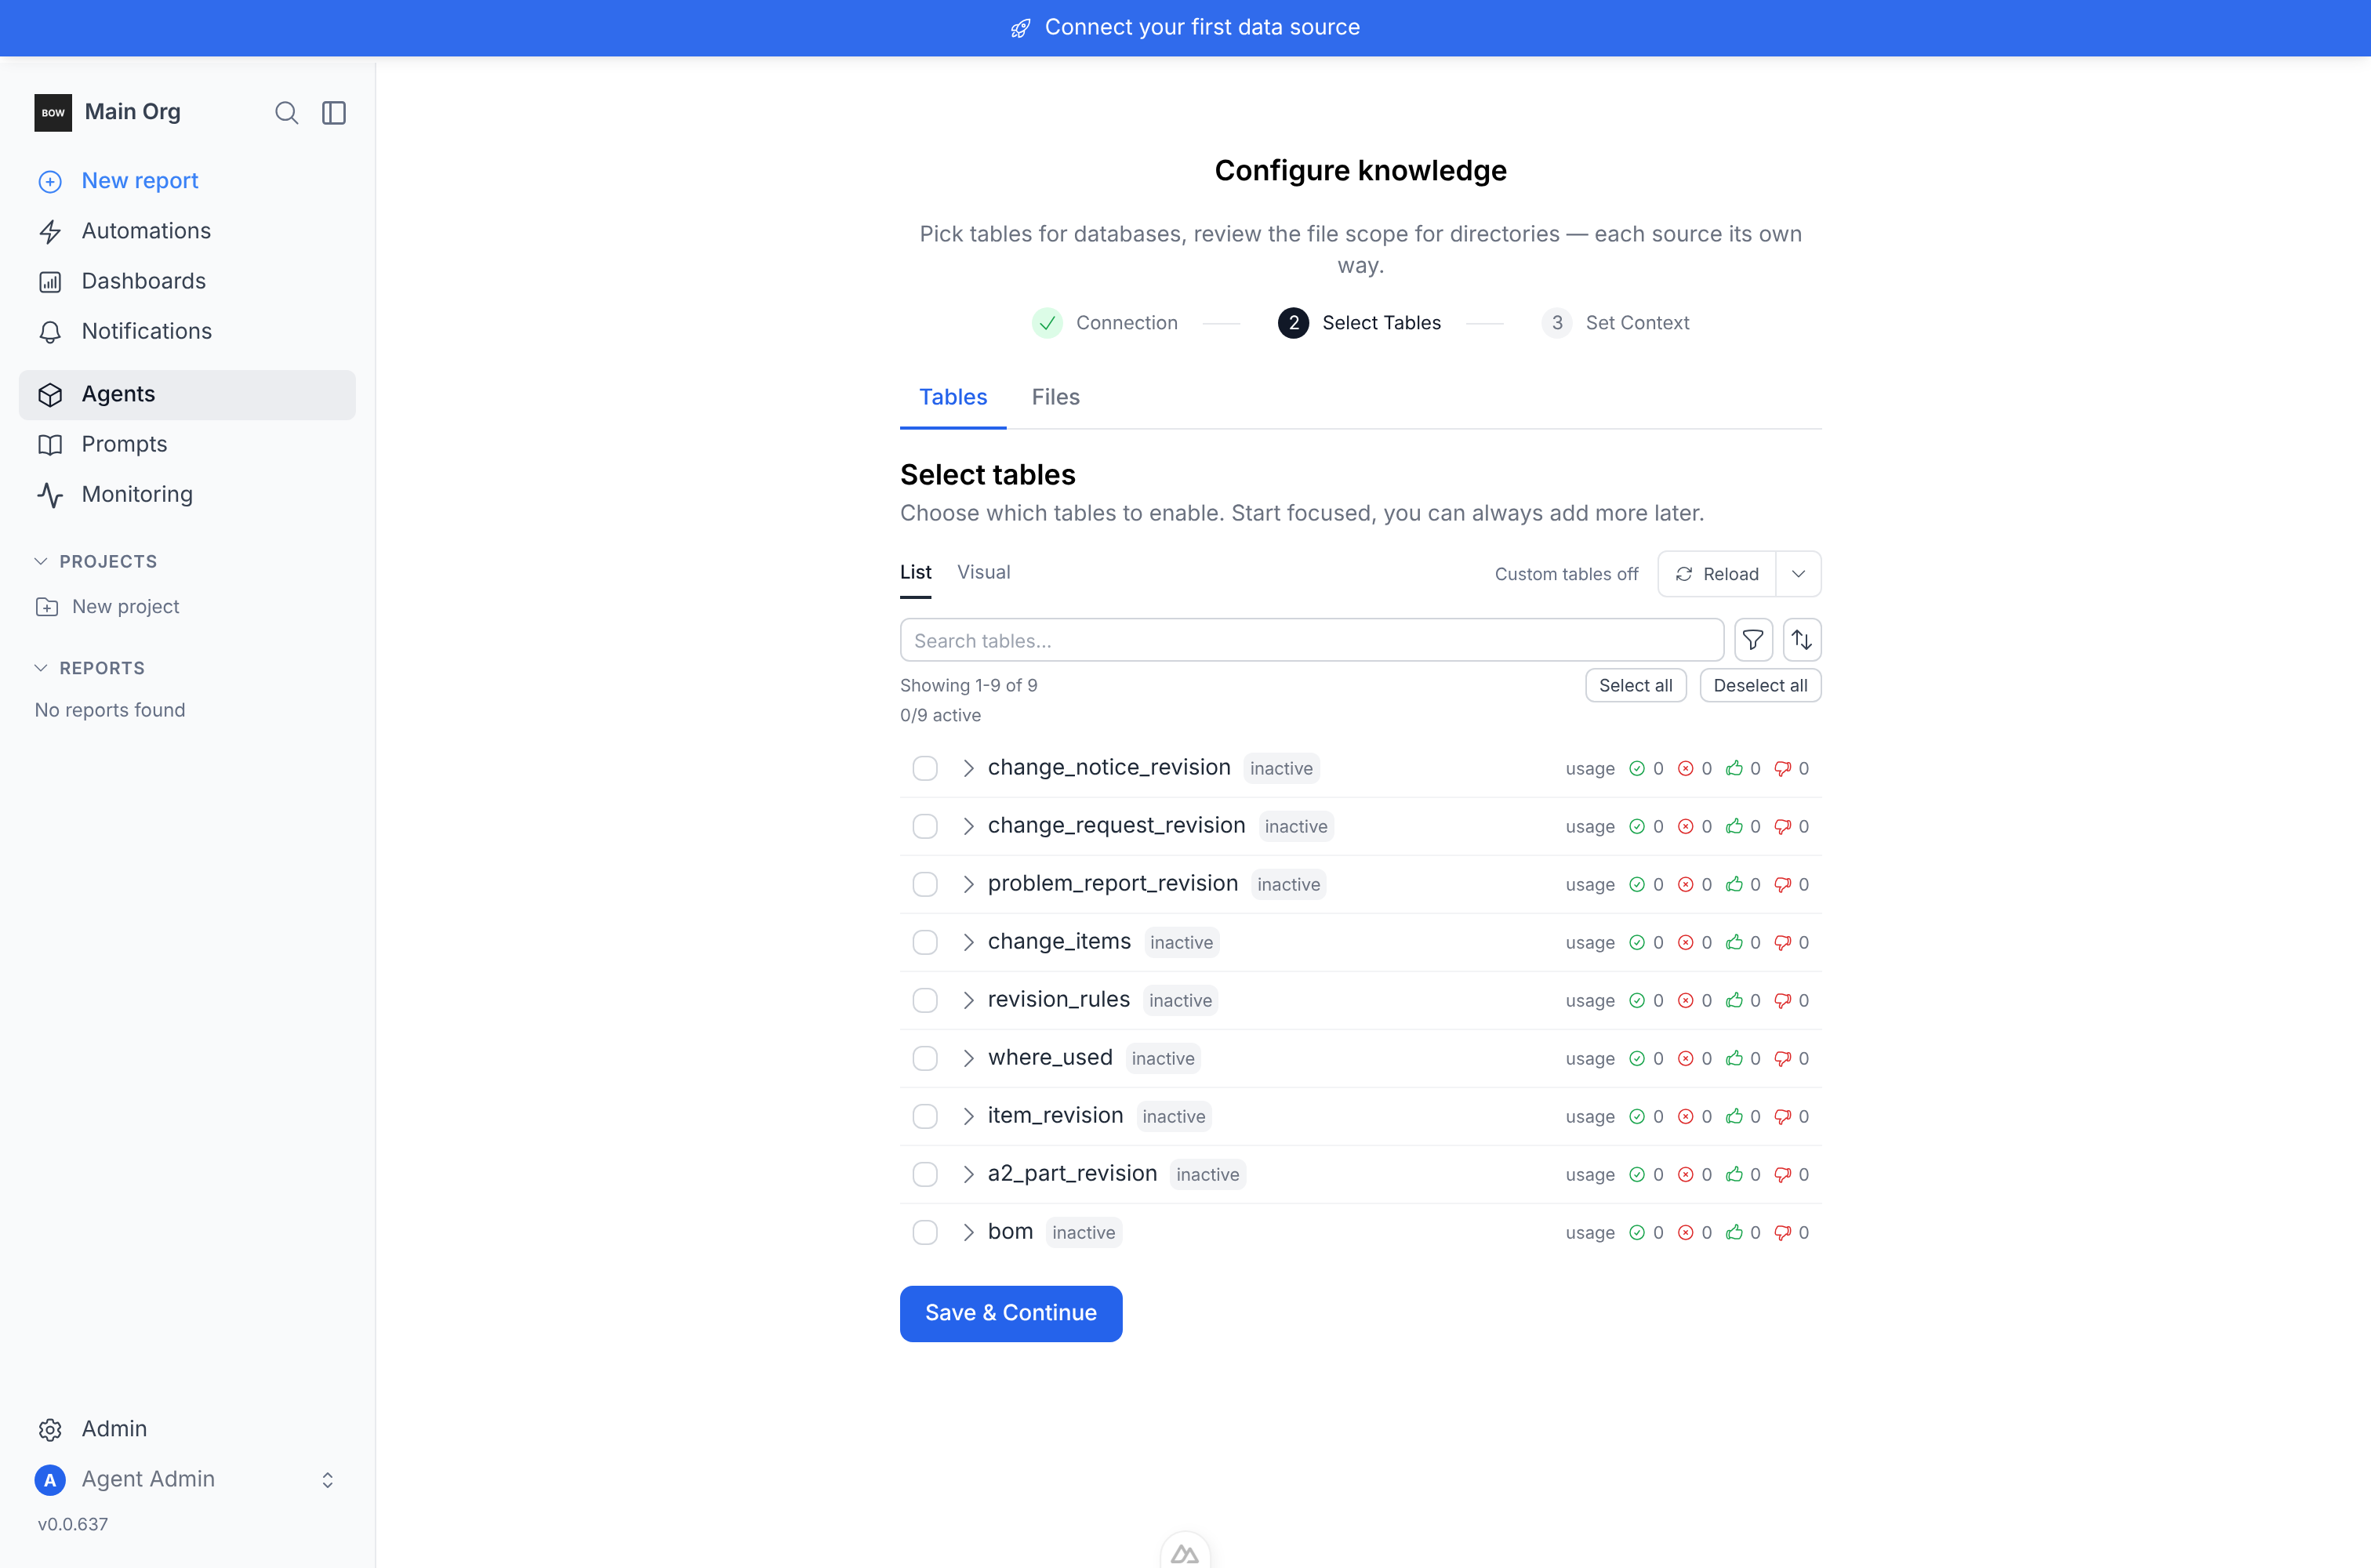 Connect your first data source
BOW Main Org
New report
Automations
Dashboards
Notifications
Agents
Prompts
Monitoring
PROJECTS
New project
REPORTS
No reports found
Admin
A Agent Admin
v0.0.637
Configure knowledge
Pick tables for databases, review the file scope for directories — each source its own
way.
Connection 2 Select Tables 3 Set Context
Tables Files
Select tables
Choose which tables to enable. Start focused, you can always add more later.
List Visual Custom tables off Reload
Search tables...
Showing 1-9 of 9 Select all Deselect all
0/9 active
change_notice_revision inactive usage 0 0 0 0
change_request_revision inactive usage 0 0 0 0
problem_report_revision inactive usage 0 0 0 0
change_items inactive usage 0 0 0 0
revision_rules inactive usage 0 0 0 0
where_used inactive usage 0 0 0 0
item_revision inactive usage 0 0 0 0
a2_part_revision inactive usage 0 0 0 0
bom inactive usage 0 0 0 0
Save & Continue